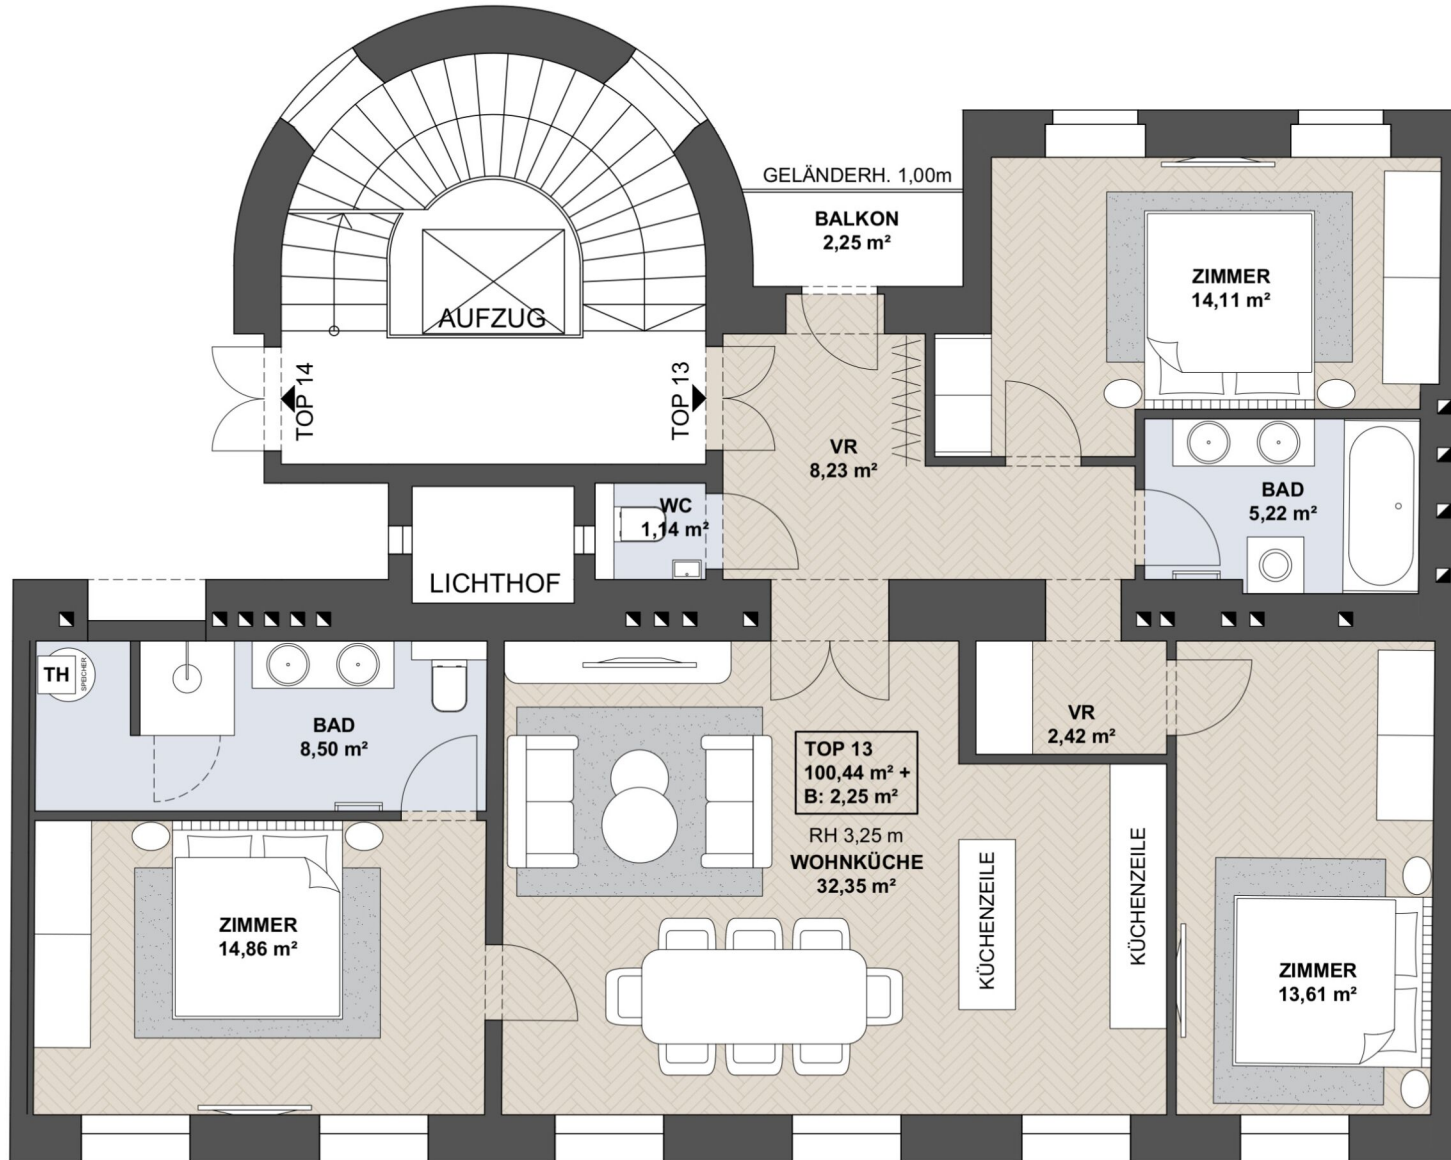 GELÄNDERH. 1,00m
BALKON
2,25 m²
ZIMMER
14,11 m²
AUFZUG
TOP 14
TOP 13
VR
8,23 m²
WC
1,14 m²
BAD
5,22 m²
LICHTHOF
TH
SPEICHER
BAD
8,50 m²
VR
2,42 m²
TOP 13
100,44 m² +
B: 2,25 m²
RH 3,25 m
WOHNKÜCHE
32,35 m²
KÜCHENZEILE
KÜCHENZEILE
ZIMMER
14,86 m²
ZIMMER
13,61 m²